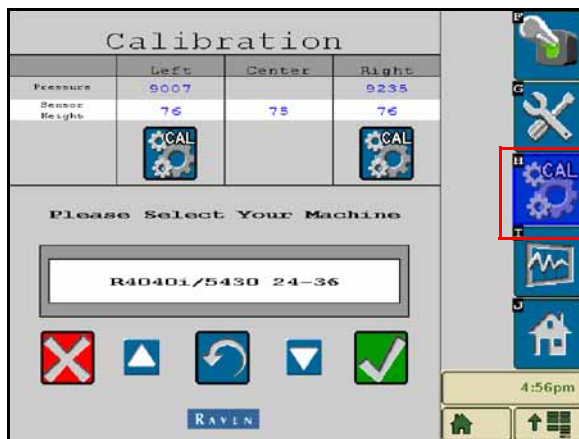 Calibration
Left Center Right
Pressure 9007 9235
Sensor Height 76 75 76
CAL CAL
Please Select Your Machine
R4040i/5430 24-36
RAVEN
F
G
H
CAL
I
J
4:56pm